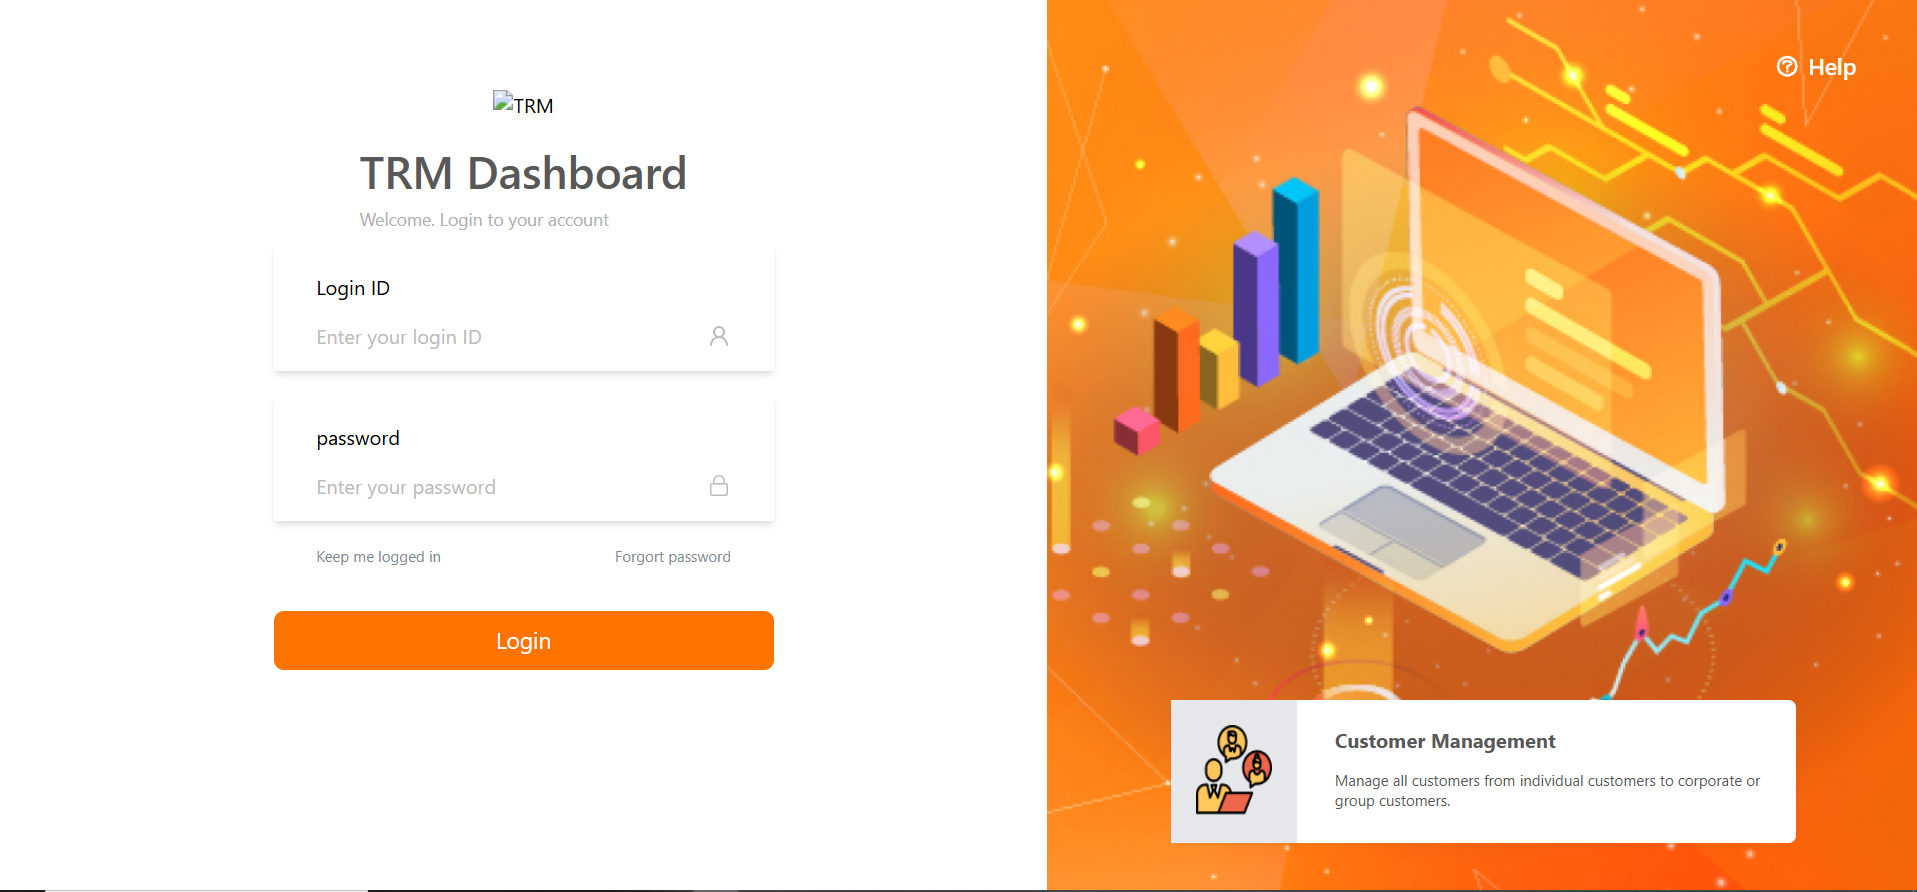 TRM
TRM Dashboard
Welcome. Login to your account
Login ID
Enter your login ID
password
Enter your password
Keep me logged in
Forgort password
Login
Help
Customer Management
Manage all customers from individual customers to corporate or
group customers.